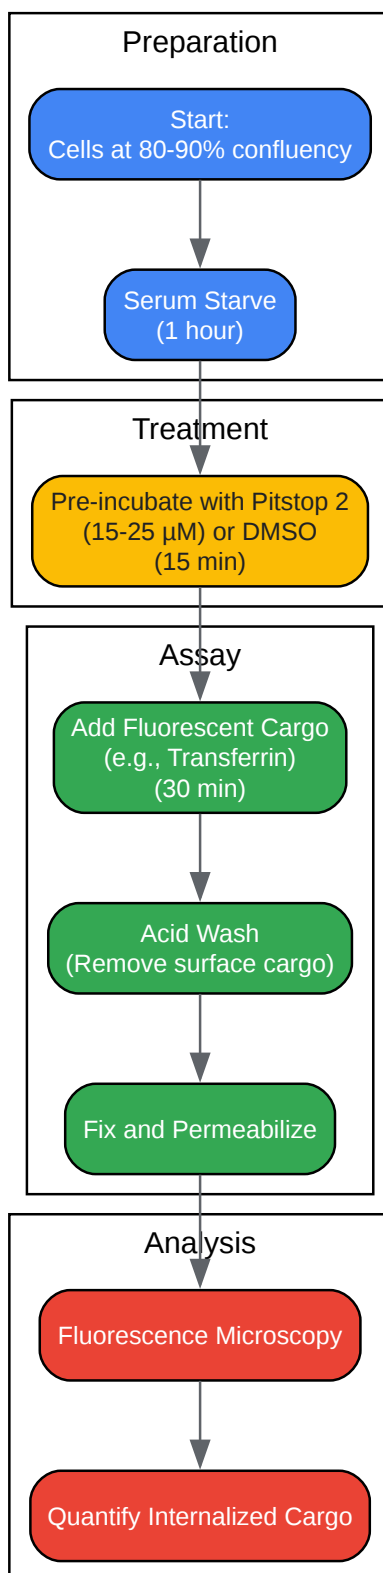 Preparation
Start:
Cells at 80-90% confluency
Serum Starve
(1 hour)
Treatment
Pre-incubate with Pitstop 2
(15-25 µM) or DMSO
(15 min)
Assay
Add Fluorescent Cargo
(e.g., Transferrin)
(30 min)
Acid Wash
(Remove surface cargo)
Fix and Permeabilize
Analysis
Fluorescence Microscopy
Quantify Internalized Cargo